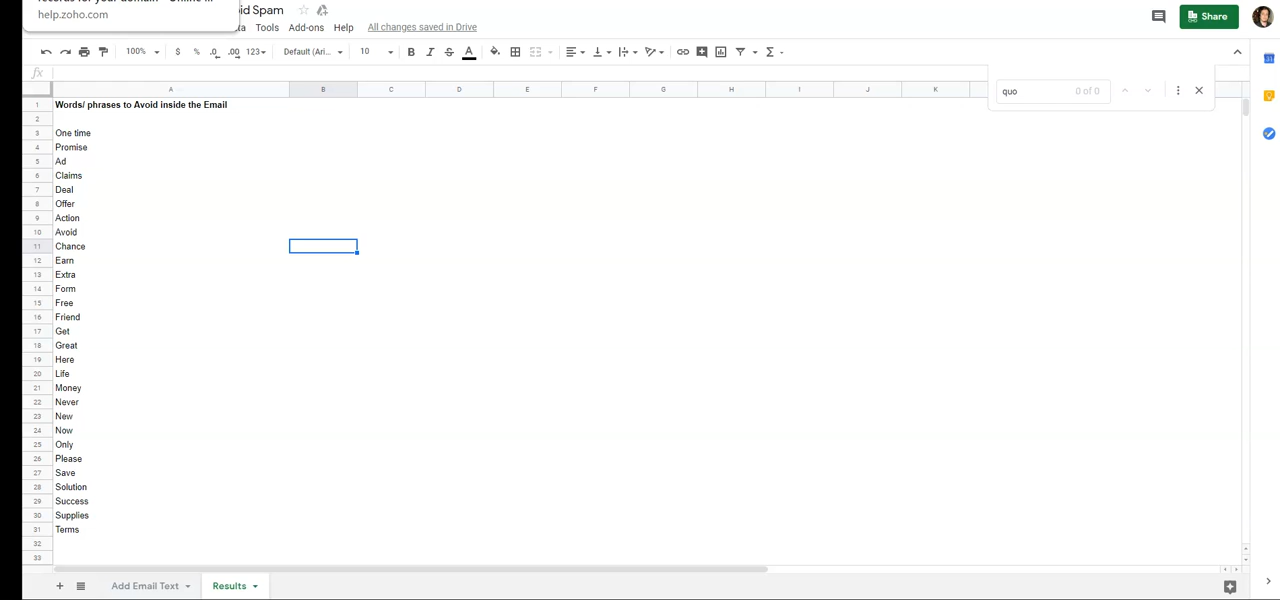 records for your domain - Online ...
help.zoho.com
id Spam
ta Tools Add-ons Help All changes saved in Drive
Share
100% $ % .0 .00 123 Default (Ari... 10 B I S A
fx
quo 0 of 0
A B C D E F G H I J K
1 Words/ phrases to Avoid inside the Email
2
3 One time
4 Promise
5 Ad
6 Claims
7 Deal
8 Offer
9 Action
10 Avoid
11 Chance
12 Earn
13 Extra
14 Form
15 Free
16 Friend
17 Get
18 Great
19 Here
20 Life
21 Money
22 Never
23 New
24 Now
25 Only
26 Please
27 Save
28 Solution
29 Success
30 Supplies
31 Terms
32
33
Add Email Text Results